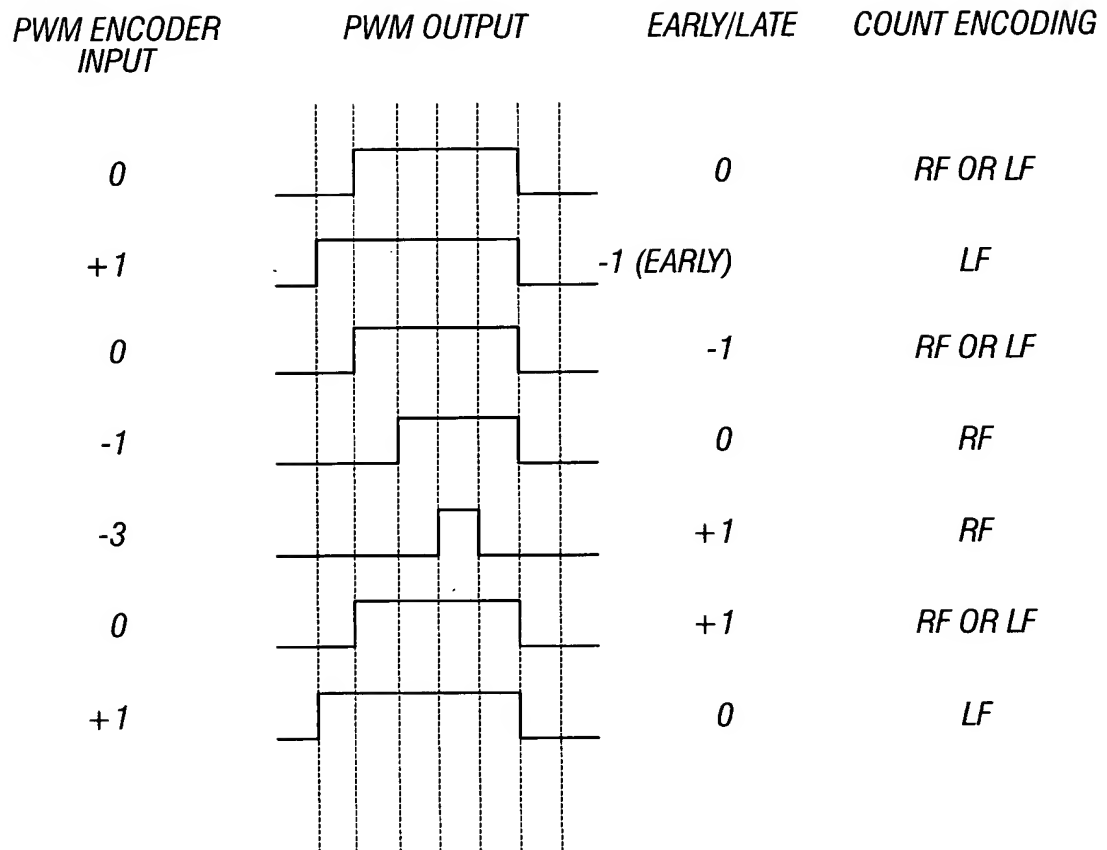 PWM ENCODER INPUT PWM OUTPUT EARLY/LATE COUNT ENCODING
0 0 RF OR LF
+1 -1 (EARLY) LF
0 -1 RF OR LF
-1 0 RF
-3 +1 RF
0 +1 RF OR LF
+1 0 LF